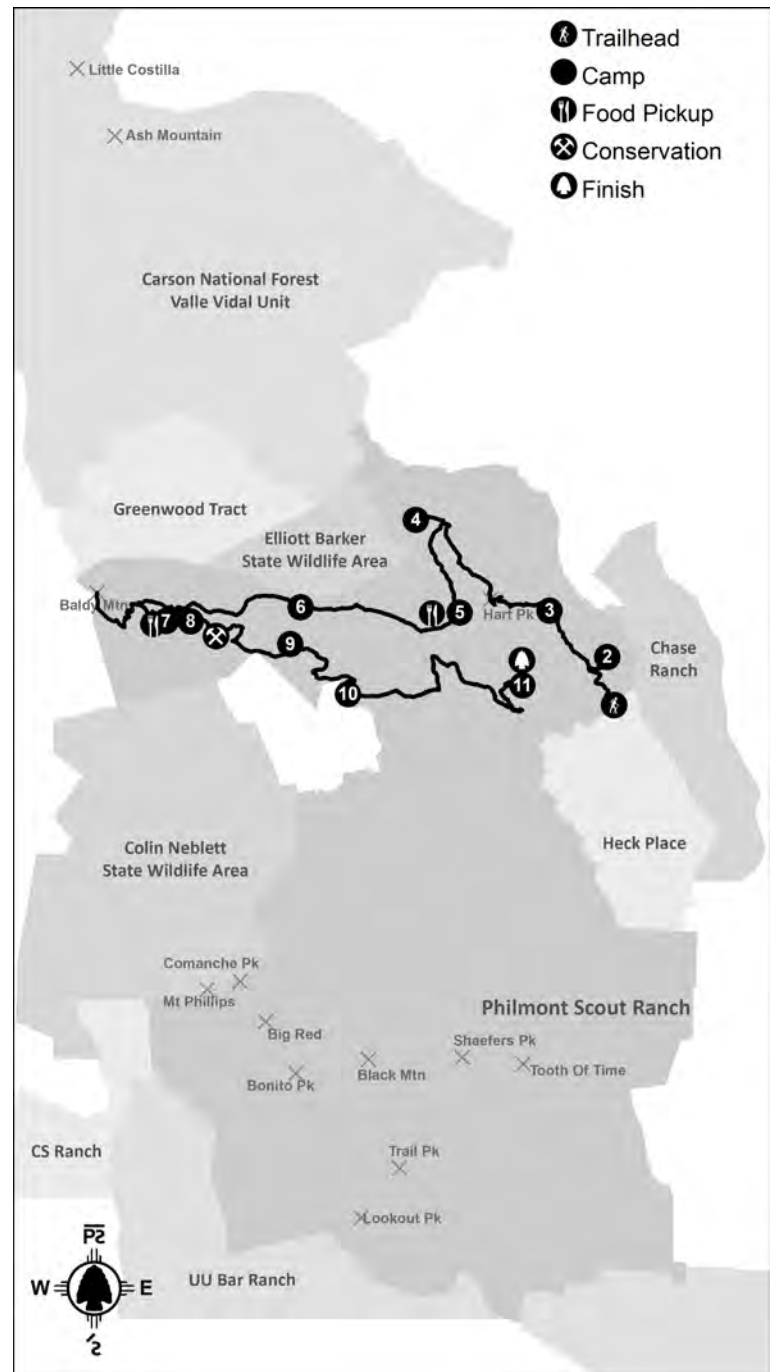 Trailhead
Camp
Food Pickup
Conservation
Finish
Little Costilla
Ash Mountain
Carson National Forest
Valle Vidal Unit
Greenwood Tract
Elliott Barker
State Wildlife Area
4
Baldy Mtn
7
8
6
5
Hart Pk
3
2
Chase
Ranch
9
10
11
Heck Place
Colin Neblett
State Wildlife Area
Comanche Pk
Mt Phillips
Big Red
Bonito Pk
Black Mtn
Philmont Scout Ranch
Shaefers Pk
Tooth Of Time
CS Ranch
Trail Pk
Lookout Pk
UU Bar Ranch
W
E